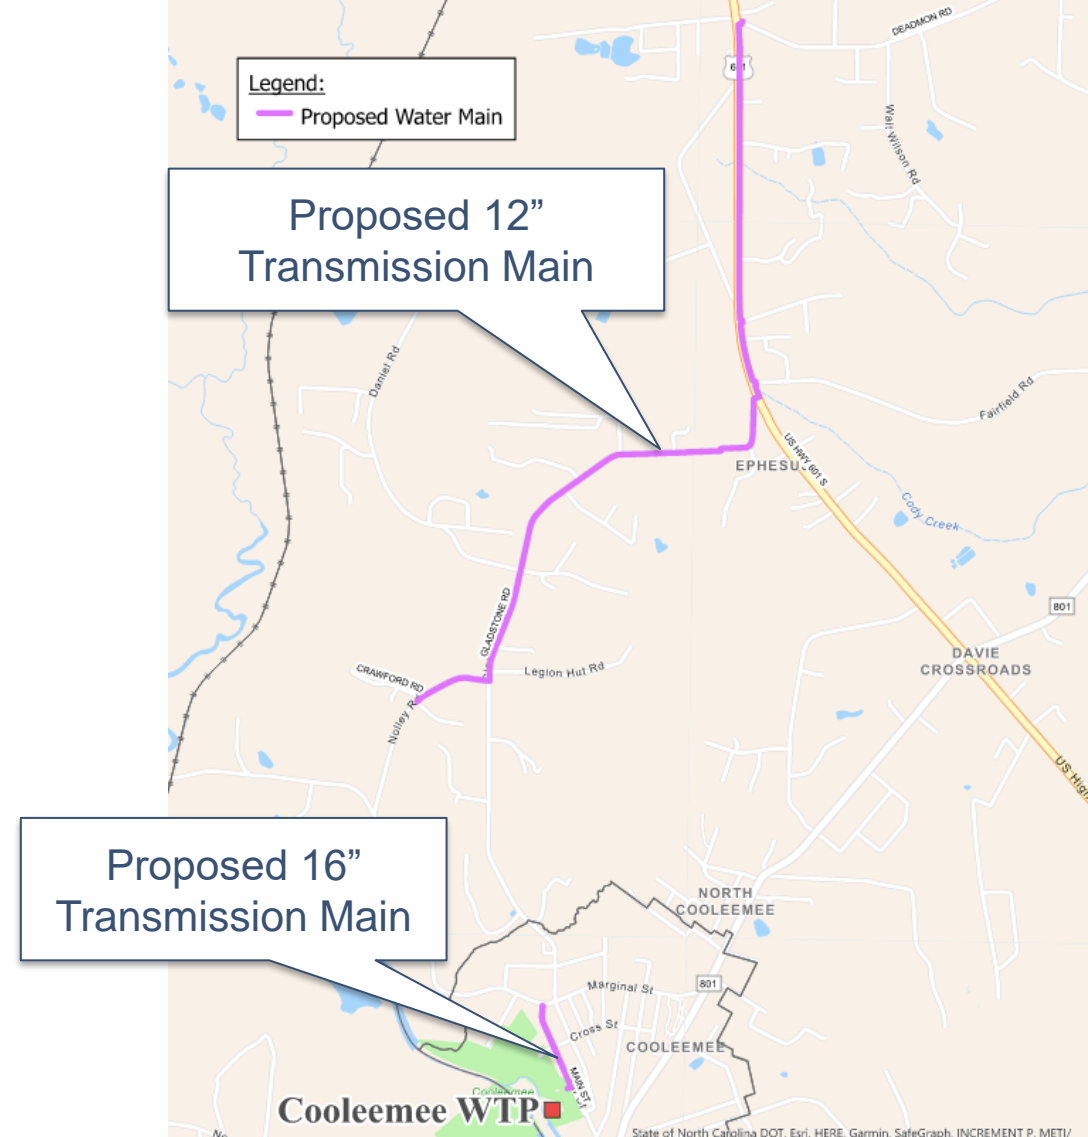 DEADMON RD
Legend:
Proposed Water Main
Walt Wilson Rd
Proposed 12”
Transmission Main
Daniel Rd
Fairfield Rd
US HWY 601 S
Cody Creek
GLADSTONE RD
801
DAVIE
CROSSROADS
Legion Hut Rd
CRAWFORD RD
Proposed 16”
Transmission Main
NORTH
COOLEEMEE
Marginal St
801
Cross St
COOLEEMEE
MAIN ST
Cooleemee
Cooleemee WTP
State of North Carolina DOT, Esri, HERE, Garmin, SafeGraph, INCREMENT P, METI/